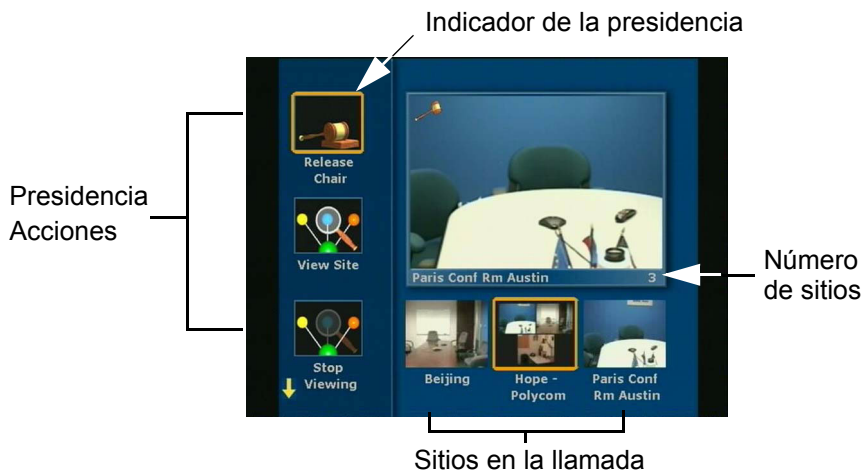 Indicador de la presidencia
Release
Chair
Presidencia
Acciones
View Site
Stop
Viewing
Paris Conf Rm Austin 3
Número
de sitios
Beijing
Hope -
Polycom
Paris Conf
Rm Austin
Sitios en la llamada